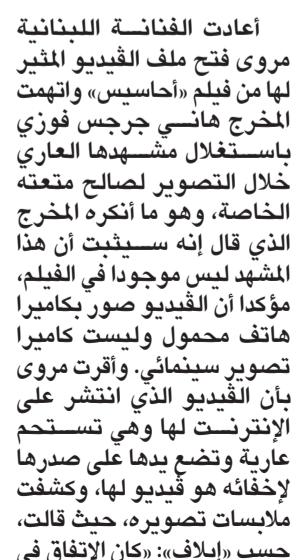 أعادت الفنانة اللبنانية
مروى فتح ملف الڤيديو المثير
لها من فيلم «أحاسيس» واتهمت
المخرج هاني جرجس فوزي
باستغلال مشهدها العاري
خلال التصوير لصالح متعته
الخاصة، وهو ما أنكره المخرج
الذي قال إنه سيثبت أن هذا
المشهد ليس موجودا في الفيلم،
مؤكدا أن الڤيديو صور بكاميرا
هاتف محمول وليست كاميرا
تصوير سينمائي. وأقرت مروى
بأن الڤيديو الذي انتشر على
الإنترنت لها وهي تستحم
عارية وتضع يدها على صدرها
لإخفائه هو ڤيديو لها، وكشفت
ملابسات تصويره، حيث قالت،
حسب «إيلاف»: «كان الاتفاق في